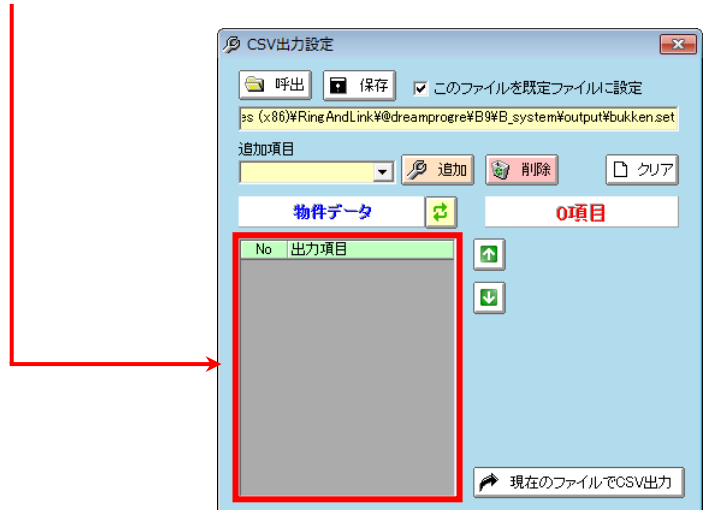 CSV出力設定
呼出 保存 このファイルを既定ファイルに設定
es (x86)¥RingAndLink¥@dreamprogre¥B9¥B_system¥output¥bukken.set
追加項目
追加 削除 クリア
物件データ 0項目
No 出力項目
現在のファイルでCSV出力